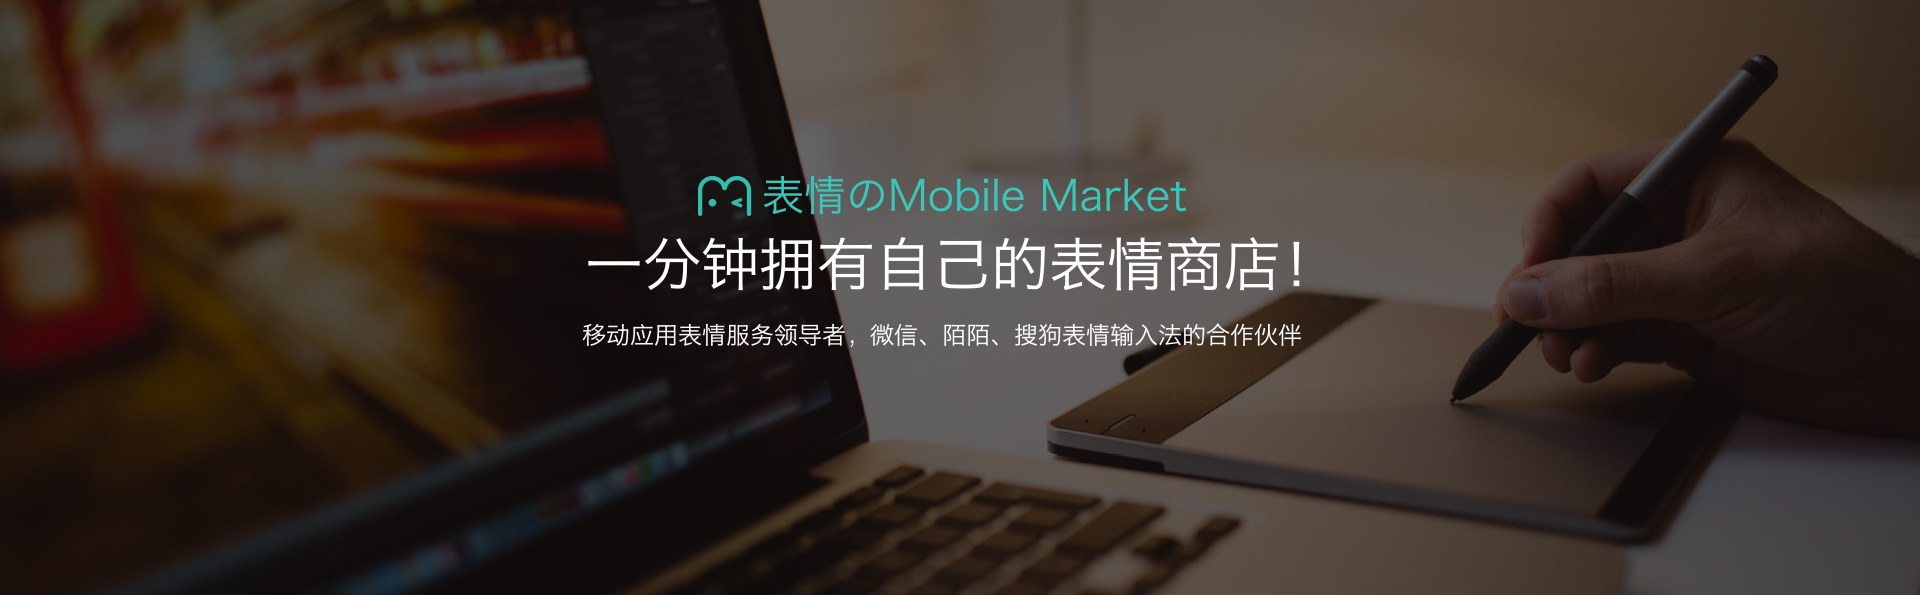 表情のMobile Market
一分钟拥有自己的表情商店！
移动应用表情服务领导者，微信、陌陌、搜狗表情输入法的合作伙伴